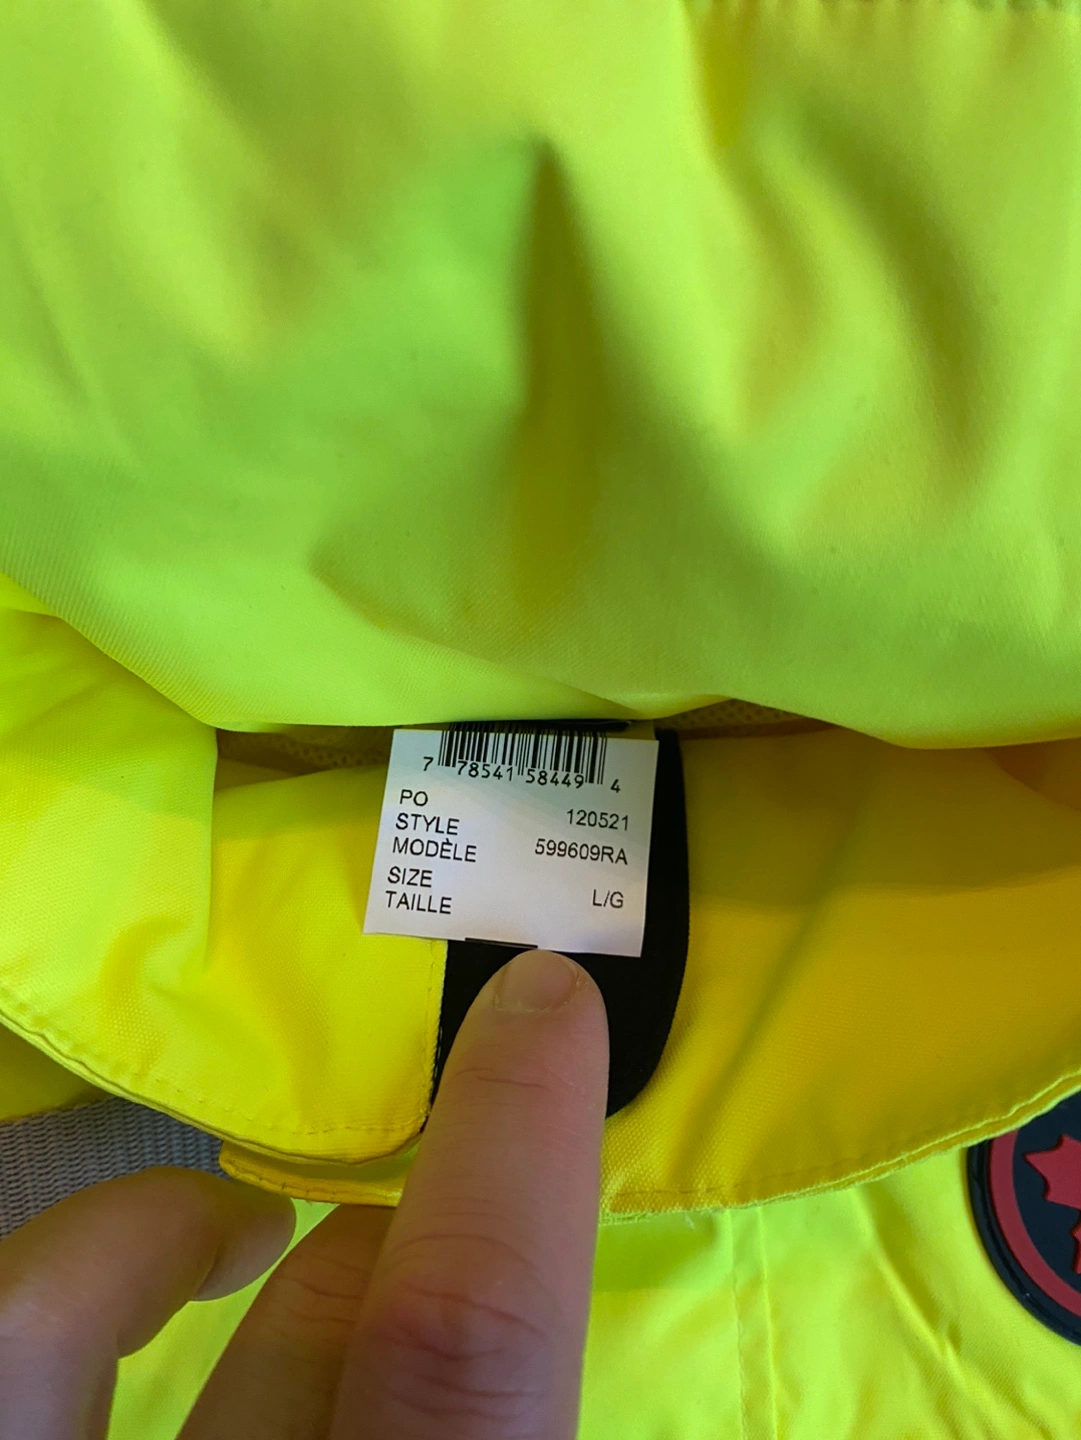 7 78541 58449 4
PO 120521
STYLE
MODÈLE 599609RA
SIZE
TAILLE L/G